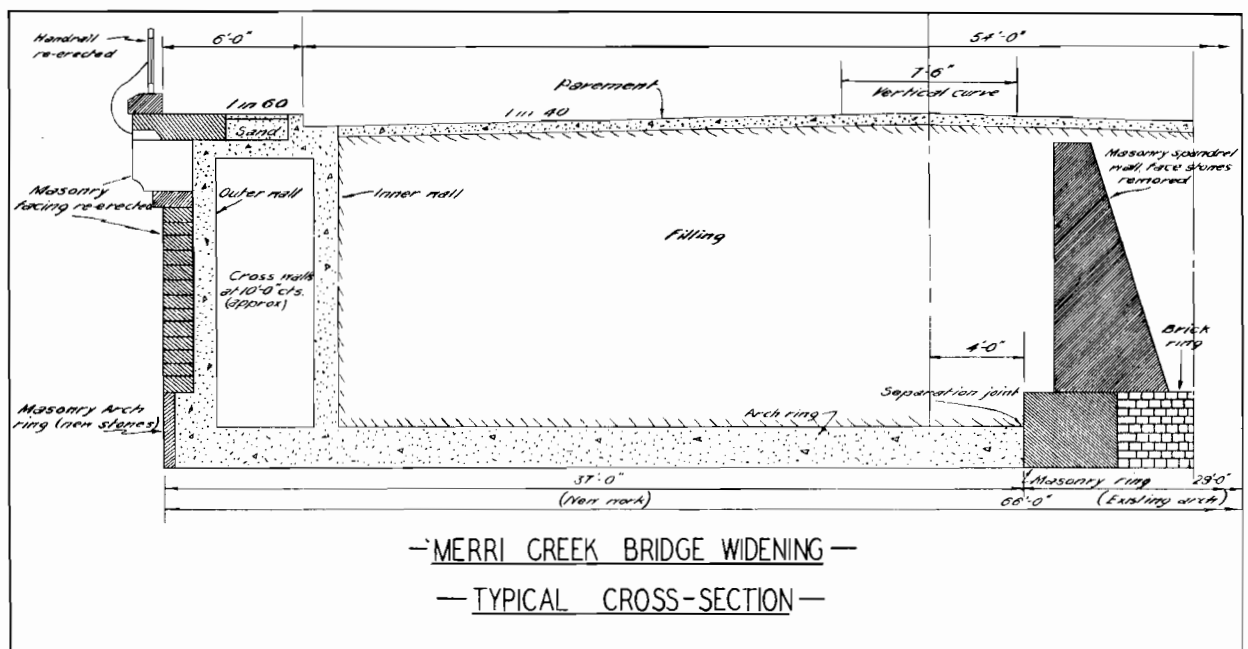 Handrail
re-erected
6'-0"
54'-0"
7'-6"
Vertical curve
Pavement
1 in 60
1 in 40
Sand
Masonry
facing re-erected
Outer wall
Inner wall
Masonry spandrel
wall, face stones
removed
Filling
Cross walls
at 10'-0" cts.
(approx)
4'-0"
Brick
ring
Separation joint
Masonry Arch
ring (new stones)
Arch ring
37'-0"
(New work)
Masonry ring
29'-0"
66'-0"
(Existing arch)
—MERRI CREEK BRIDGE WIDENING—
—TYPICAL CROSS-SECTION—